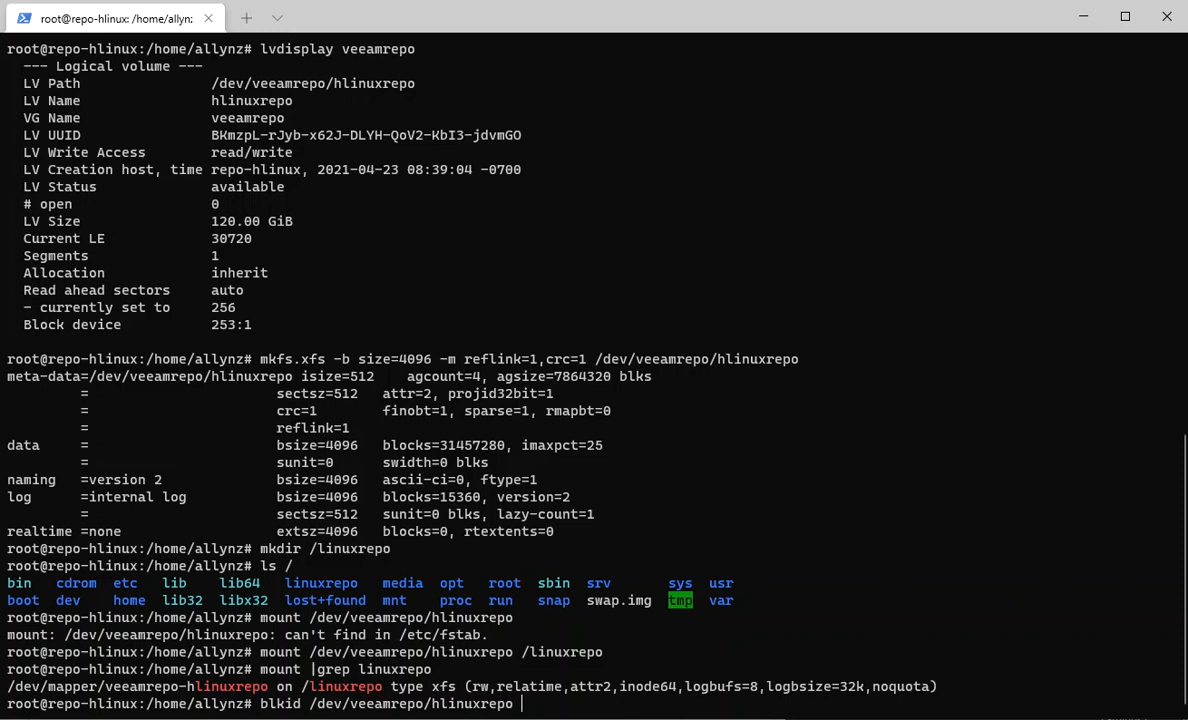 root@repo-hlinux: /home/allynz:
root@repo-hlinux:/home/allynz# lvdisplay veeamrepo
--- Logical volume ---
LV Path                /dev/veeamrepo/hlinuxrepo
LV Name                hlinuxrepo
VG Name                veeamrepo
LV UUID                BKmzpL-rJyb-x62J-DLYH-QoV2-KbI3-jdvmGO
LV Write Access        read/write
LV Creation host, time repo-hlinux, 2021-04-23 08:39:04 -0700
LV Status              available
# open                 0
LV Size                120.00 GiB
Current LE             30720
Segments               1
Allocation             inherit
Read ahead sectors     auto
- currently set to     256
Block device           253:1
root@repo-hlinux:/home/allynz# mkfs.xfs -b size=4096 -m reflink=1,crc=1 /dev/veeamrepo/hlinuxrepo
meta-data=/dev/veeamrepo/hlinuxrepo isize=512    agcount=4, agsize=7864320 blks
         =                       sectsz=512   attr=2, projid32bit=1
         =                       crc=1        finobt=1, sparse=1, rmapbt=0
         =                       reflink=1
data     =                       bsize=4096   blocks=31457280, imaxpct=25
         =                       sunit=0      swidth=0 blks
naming   =version 2              bsize=4096   ascii-ci=0, ftype=1
log      =internal log           bsize=4096   blocks=15360, version=2
         =                       sectsz=512   sunit=0 blks, lazy-count=1
realtime =none                   extsz=4096   blocks=0, rtextents=0
root@repo-hlinux:/home/allynz# mkdir /linuxrepo
root@repo-hlinux:/home/allynz# ls /
bin   cdrom  etc   lib    lib64   linuxrepo   media  opt   root  sbin  srv       sys  usr
boot  dev    home  lib32  libx32  lost+found  mnt    proc  run   snap  swap.img  tmp  var
root@repo-hlinux:/home/allynz# mount /dev/veeamrepo/hlinuxrepo
mount: /dev/veeamrepo/hlinuxrepo: can't find in /etc/fstab.
root@repo-hlinux:/home/allynz# mount /dev/veeamrepo/hlinuxrepo /linuxrepo
root@repo-hlinux:/home/allynz# mount |grep linuxrepo
/dev/mapper/veeamrepo-hlinuxrepo on /linuxrepo type xfs (rw,relatime,attr2,inode64,logbufs=8,logbsize=32k,noquota)
root@repo-hlinux:/home/allynz# blkid /dev/veeamrepo/hlinuxrepo